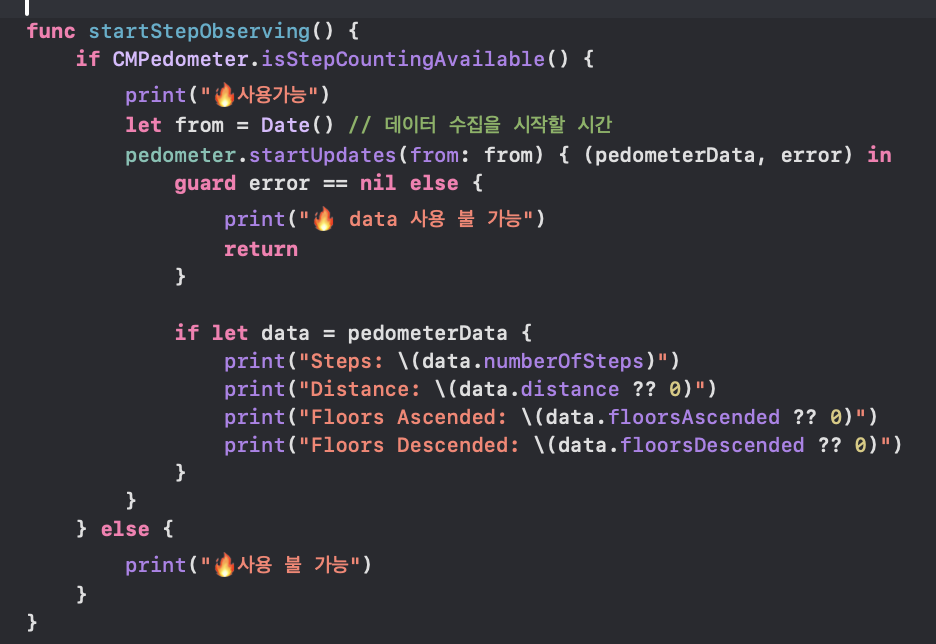 func startStepObserving() {
    if CMPedometer.isStepCountingAvailable() {
        print("🔥사용가능")
        let from = Date() // 데이터 수집을 시작할 시간
        pedometer.startUpdates(from: from) { (pedometerData, error) in
            guard error == nil else {
                print("🔥 data 사용 불 가능")
                return
            }

            if let data = pedometerData {
                print("Steps: \(data.numberOfSteps)")
                print("Distance: \(data.distance ?? 0)")
                print("Floors Ascended: \(data.floorsAscended ?? 0)")
                print("Floors Descended: \(data.floorsDescended ?? 0)")
            }
        }
    } else {
        print("🔥사용 불 가능")
    }
}